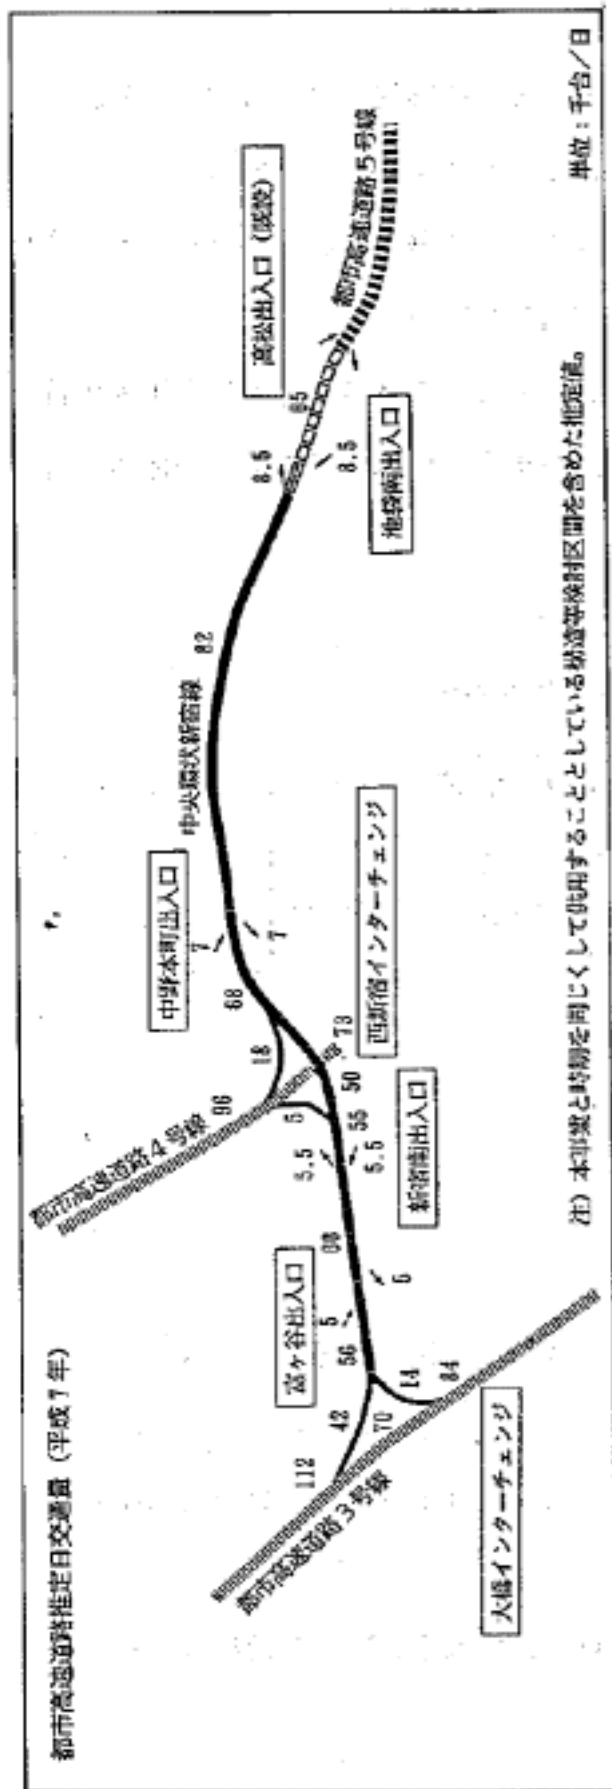 都市高速道路推定日交通量（平成7年）
単位：千台／日
都市高速道路3号線
大橋インターチェンジ
112
42
70
14
84
56
富ヶ谷出入口
5
5.5
5.5
新宿南出入口
55
50
5
都市高速道路4号線
96
18
73
西新宿インターチェンジ
68
中野本町出入口
7
7
中央環状新宿線
82
8.5
8.5
池袋南出入口
高松出入口（既設）
都市高速道路5号線
注）本事業と時期を同じくして供用することとしている構造等検討区間を含めた推定値。